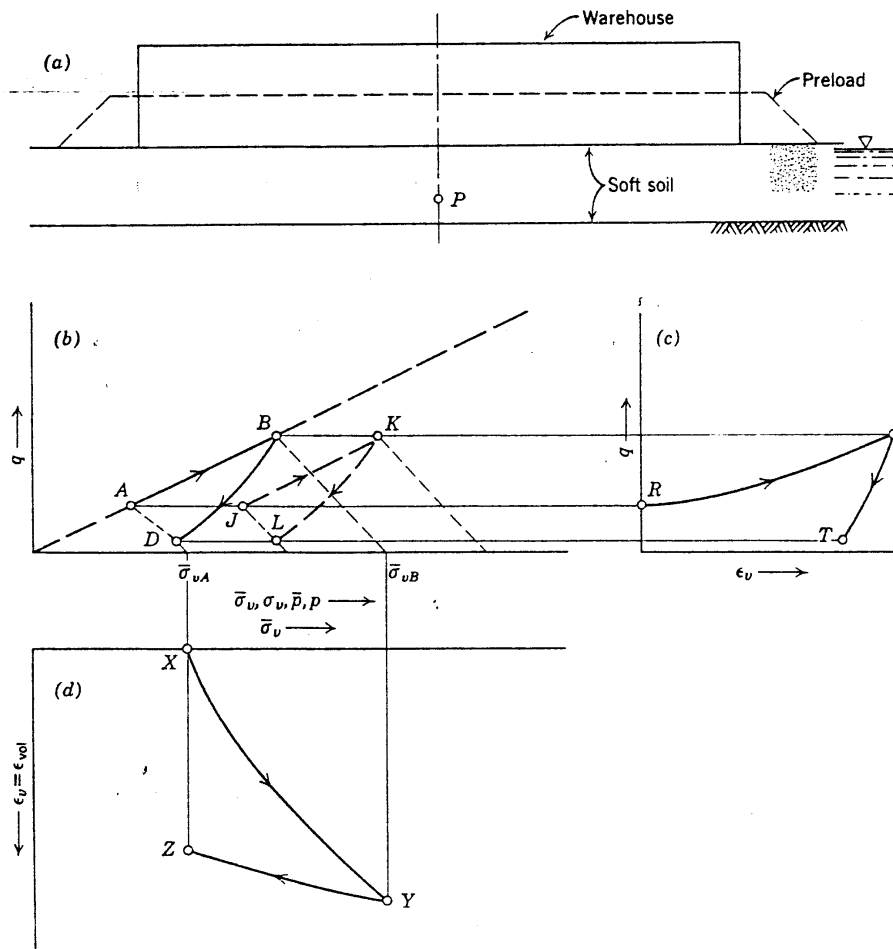 (a)
Warehouse
Preload
Soft soil
P
(b)
(c)
q
q
B
K
A
J
R
D
L
T
σ̄vA
σ̄vB
ϵv
σ̄v, σv, p̄, p
σ̄v
X
(d)
ϵv = ϵvol
Z
Y